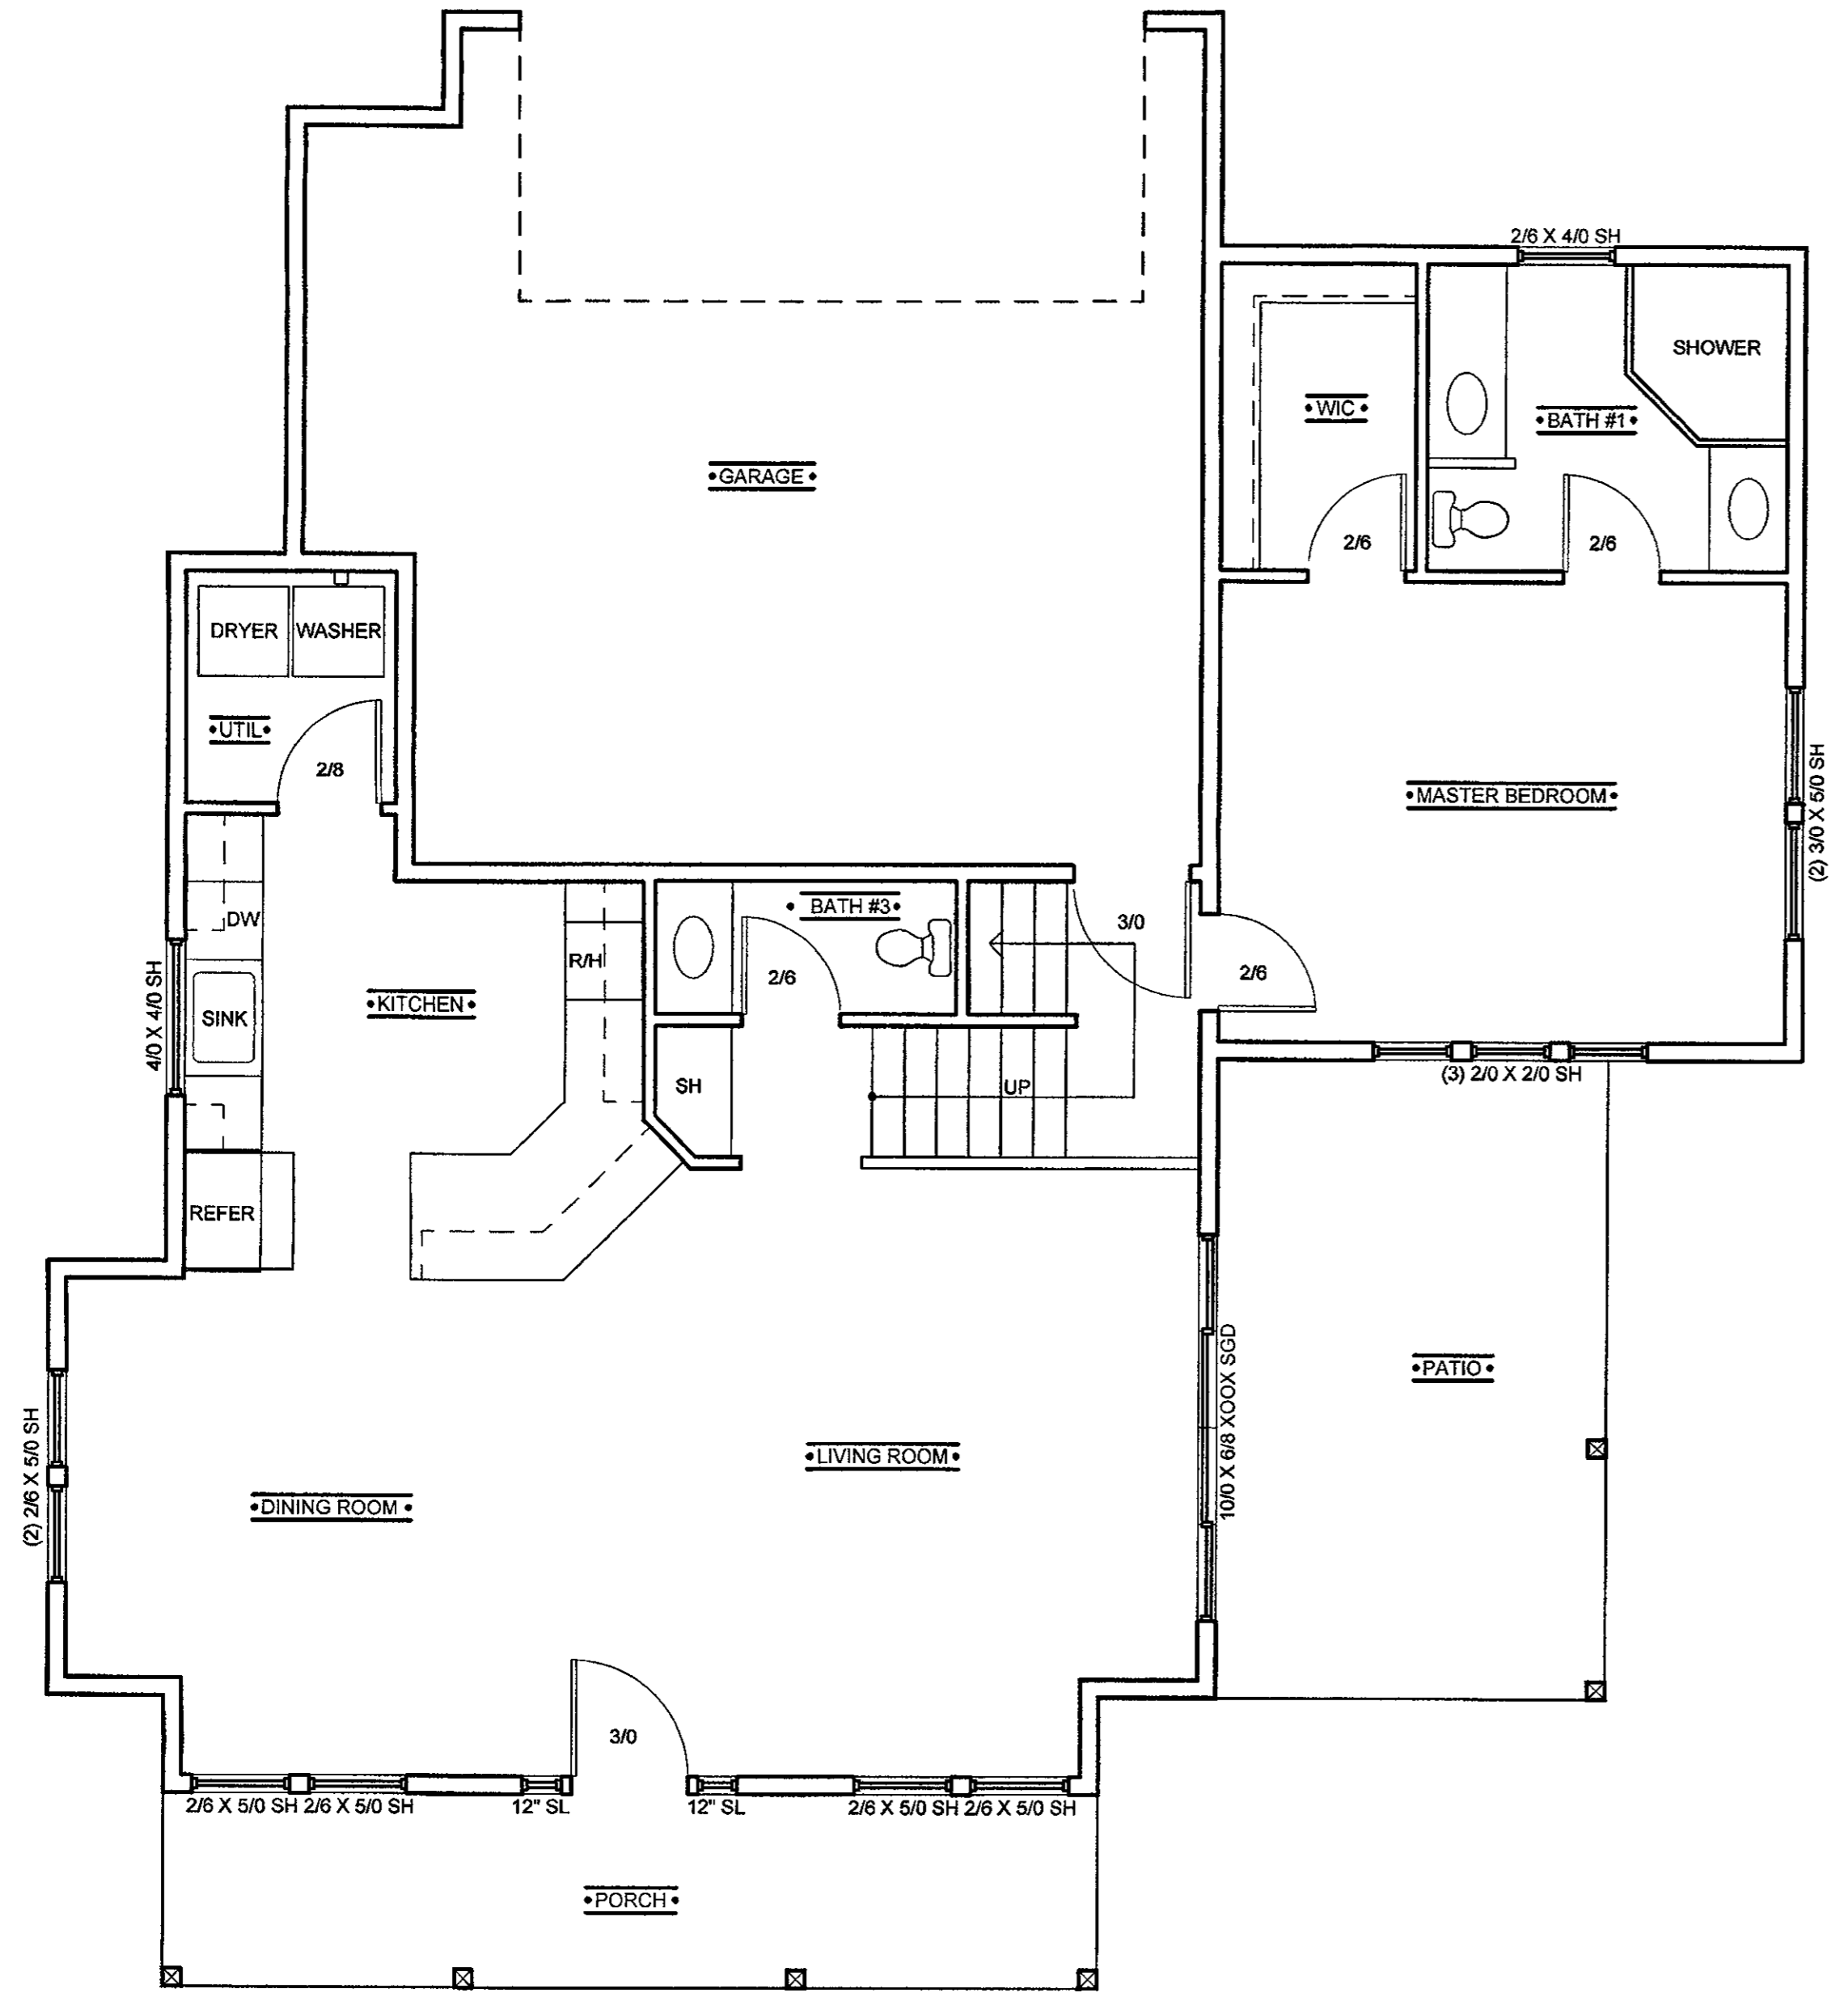 2/6 X 4/0 SH
SHOWER
•WIC•
•BATH #1•
•GARAGE•
2/6
2/6
DRYER
WASHER
•UTIL•
2/8
•MASTER BEDROOM•
(2) 3/0 X 5/0 SH
• BATH #3•
DW
3/0
R/H
2/6
2/6
4/0 X 4/0 SH
SINK
•KITCHEN•
(3) 2/0 X 2/0 SH
SH
UP
REFER
10/0 X 6/8 XOOX SGD
•PATIO•
•LIVING ROOM•
(2) 2/6 X 5/0 SH
•DINING ROOM•
3/0
2/6 X 5/0 SH 2/6 X 5/0 SH
12" SL
12" SL
2/6 X 5/0 SH 2/6 X 5/0 SH
•PORCH•